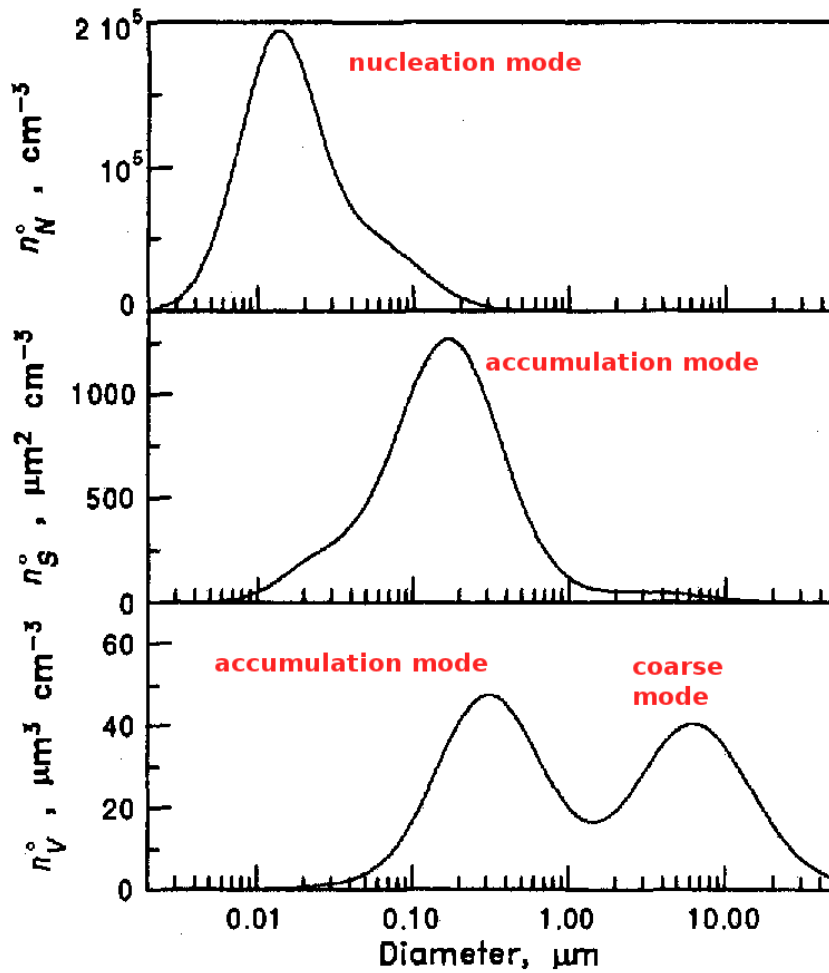 2 10⁵
nucleation mode
10⁵
0
n°N , cm⁻³
accumulation mode
1000
500
0
n°S , μm² cm⁻³
60
accumulation mode
coarse
mode
40
20
0
n°V , μm³ cm⁻³
0.01 0.10 1.00 10.00
Diameter, μm